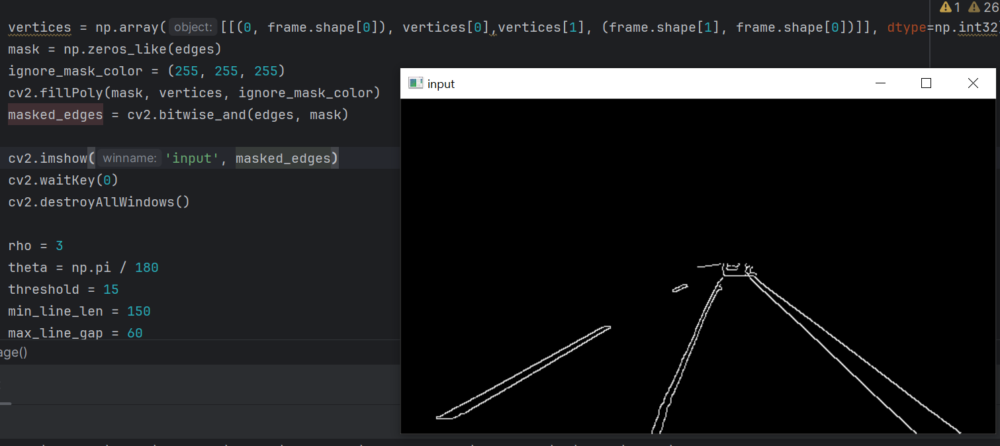 1 26
vertices = np.array( object: [[(0, frame.shape[0]), vertices[0],vertices[1], (frame.shape[1], frame.shape[0])]], dtype=np.int32
mask = np.zeros_like(edges)
ignore_mask_color = (255, 255, 255)
cv2.fillPoly(mask, vertices, ignore_mask_color)
masked_edges = cv2.bitwise_and(edges, mask)
cv2.imshow( winname: 'input', masked_edges)
cv2.waitKey(0)
cv2.destroyAllWindows()
rho = 3
theta = np.pi / 180
threshold = 15
min_line_len = 150
max_line_gap = 60
age()
input